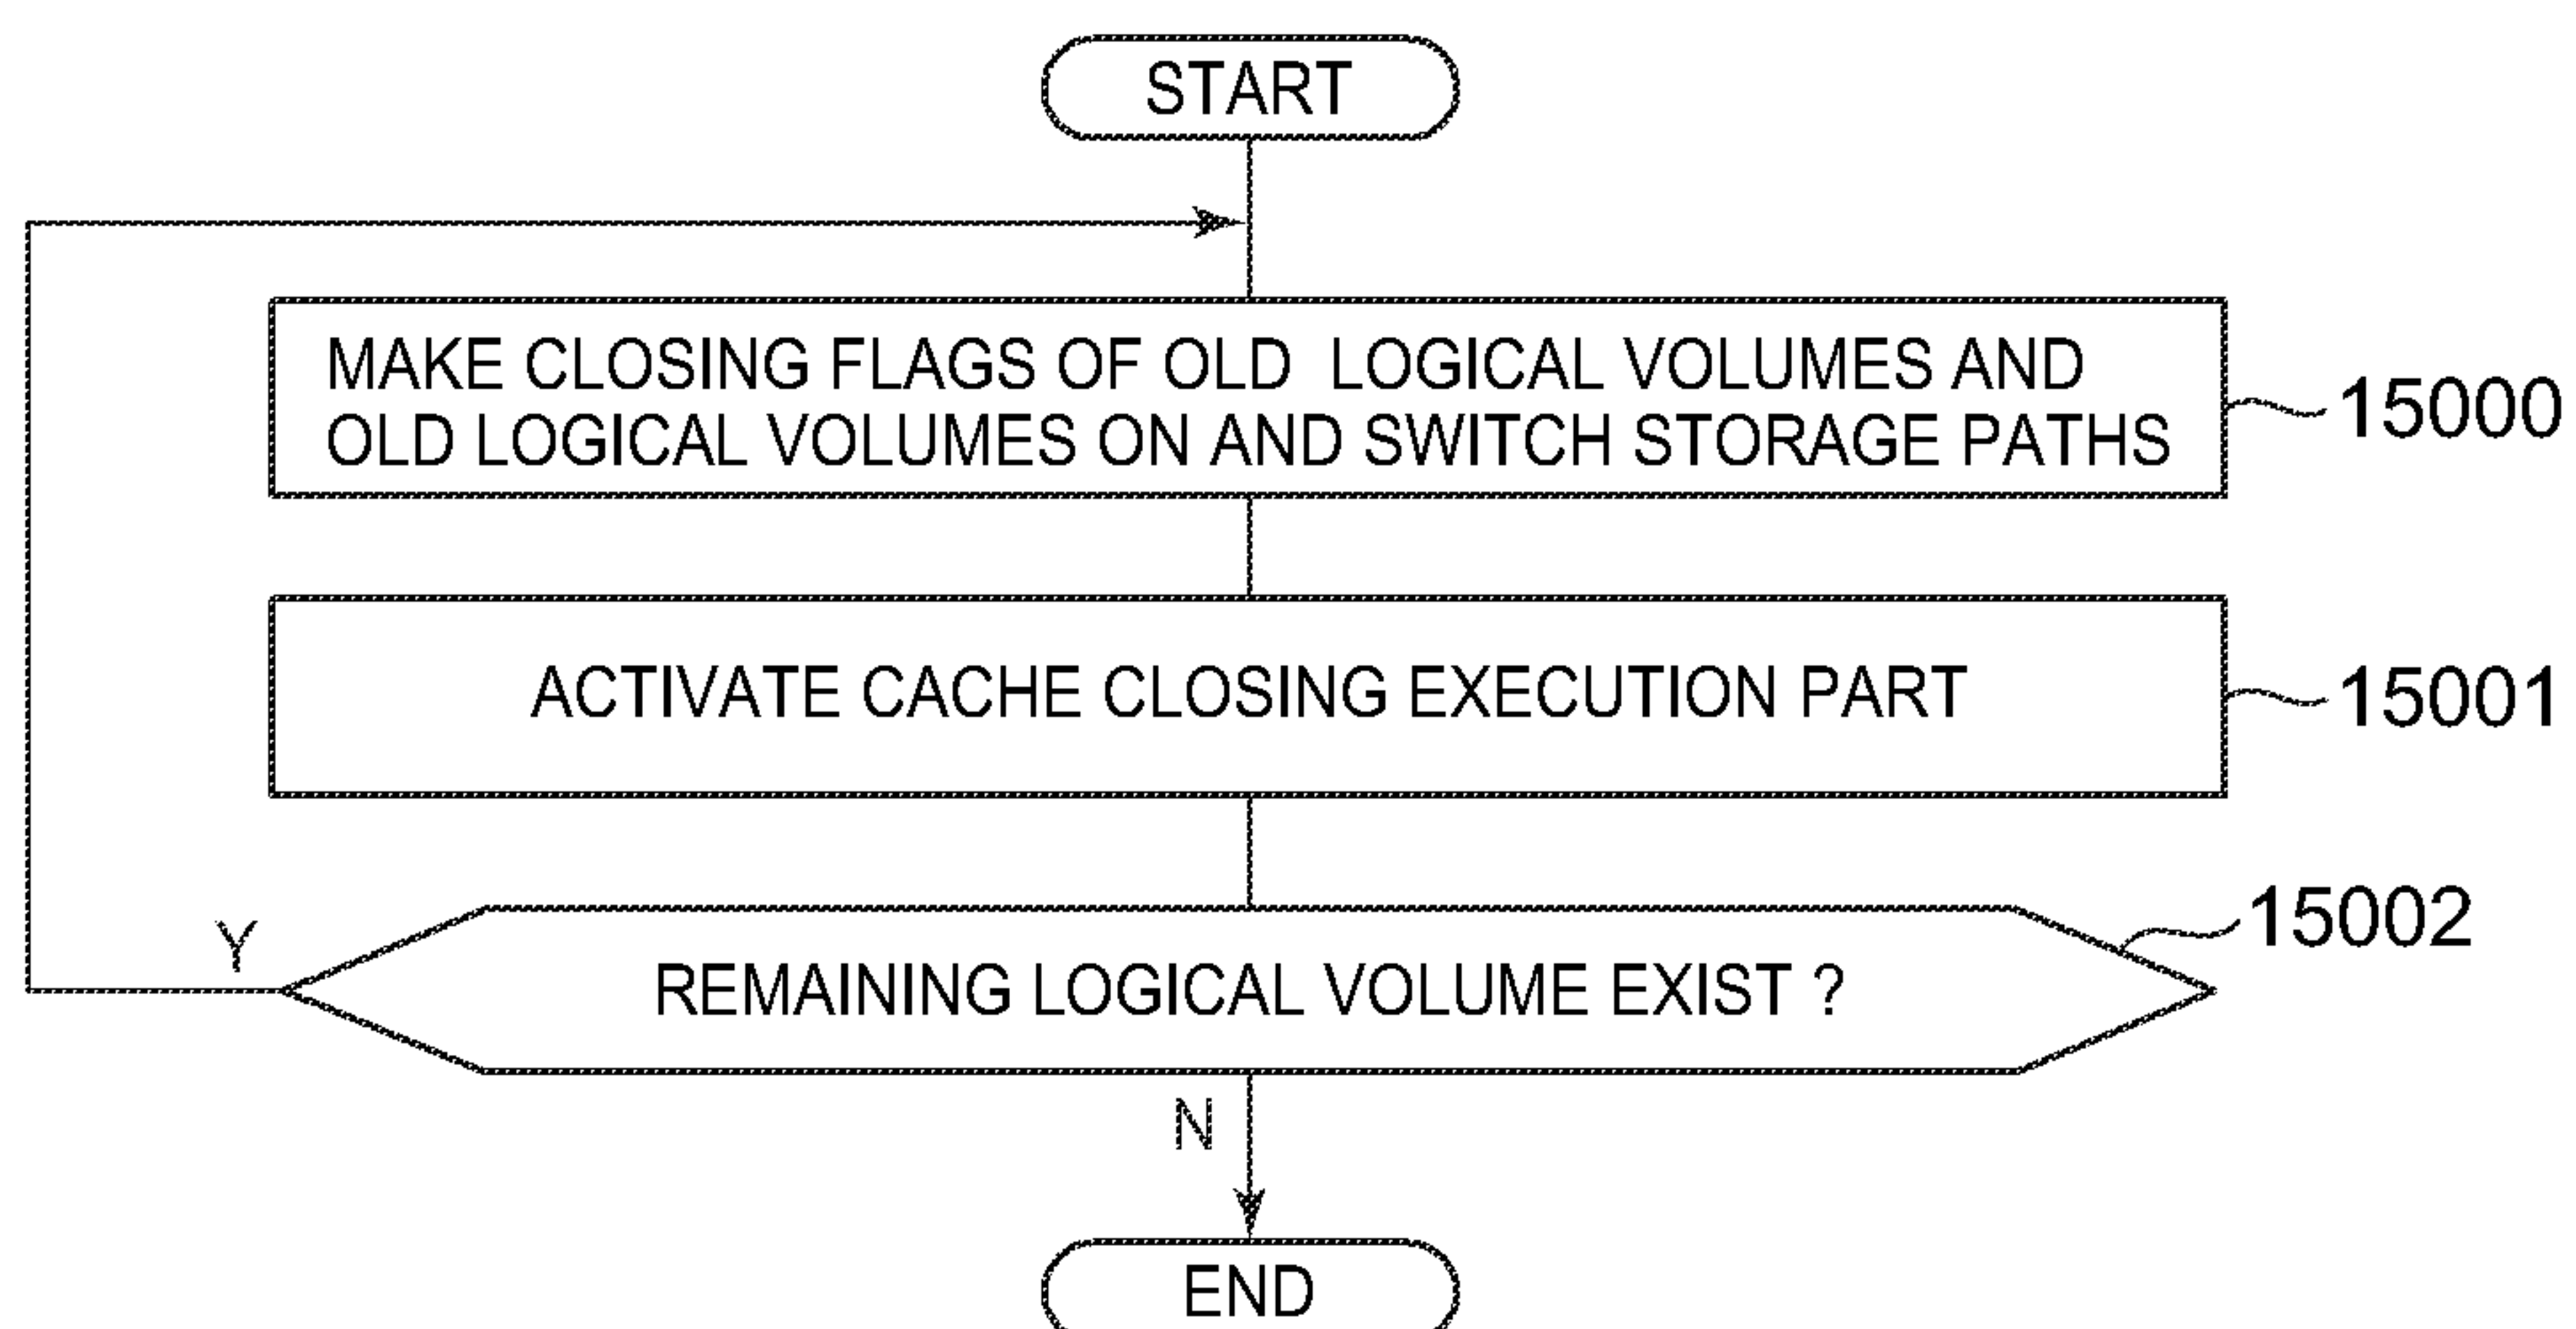 START
MAKE CLOSING FLAGS OF OLD LOGICAL VOLUMES AND
OLD LOGICAL VOLUMES ON AND SWITCH STORAGE PATHS
15000
ACTIVATE CACHE CLOSING EXECUTION PART
15001
15002
Y
REMAINING LOGICAL VOLUME EXIST ?
N
END